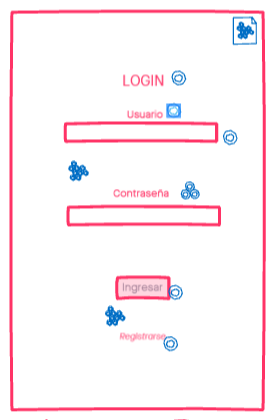 LOGIN
Usuario
Contraseña
Ingresar
Registrarse